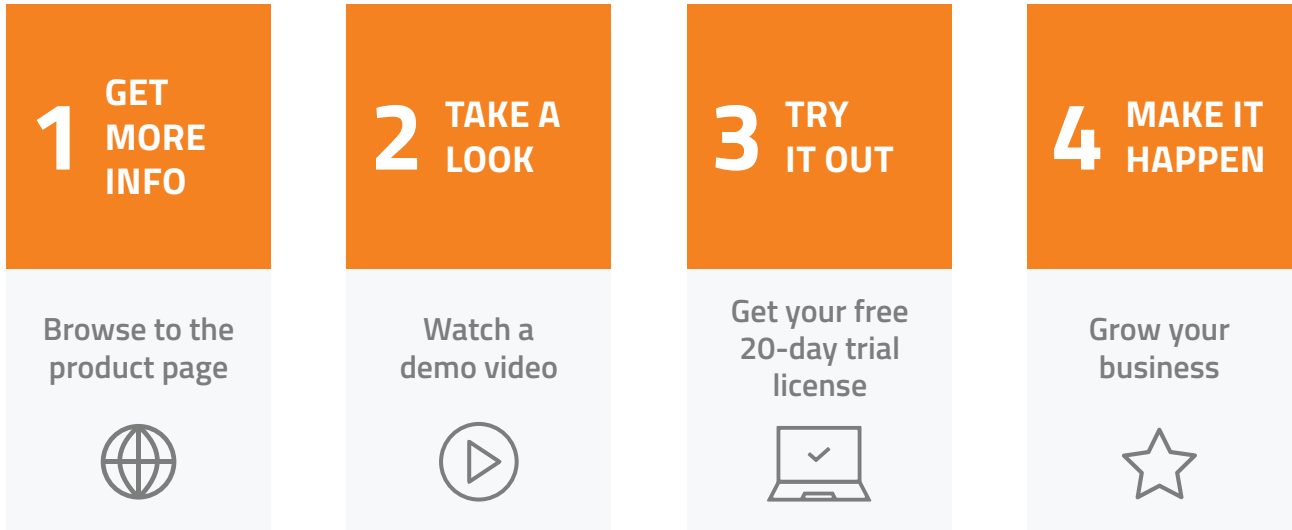 1
GET
MORE
INFO
Browse to the
product page
2
TAKE A
LOOK
Watch a
demo video
3
TRY
IT OUT
Get your free
20-day trial
license
4
MAKE IT
HAPPEN
Grow your
business